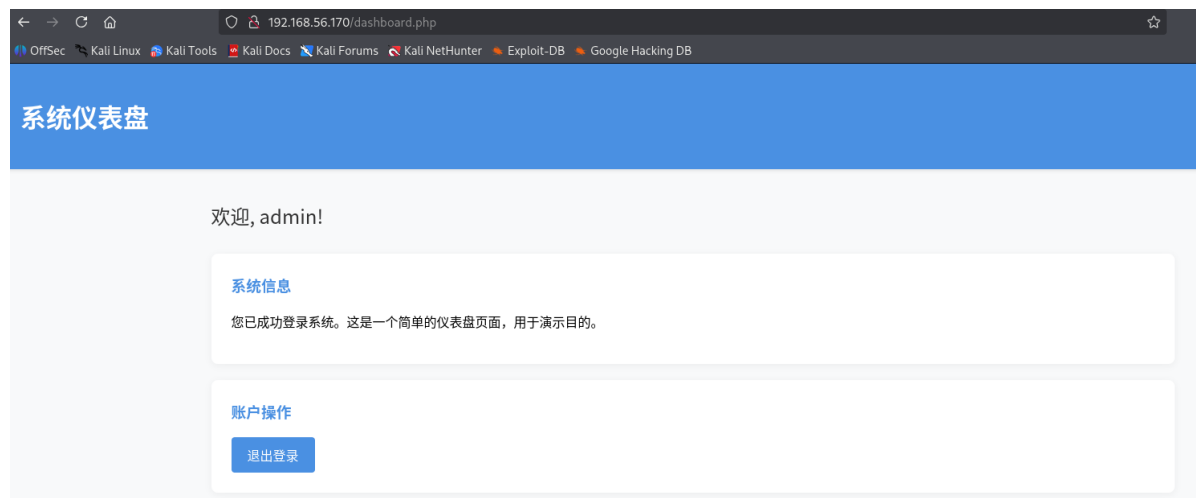 192.168.56.170/dashboard.php
OffSec Kali Linux Kali Tools Kali Docs Kali Forums Kali NetHunter Exploit-DB Google Hacking DB
系统仪表盘
欢迎, admin!
系统信息
您已成功登录系统。这是一个简单的仪表盘页面，用于演示目的。
账户操作
退出登录